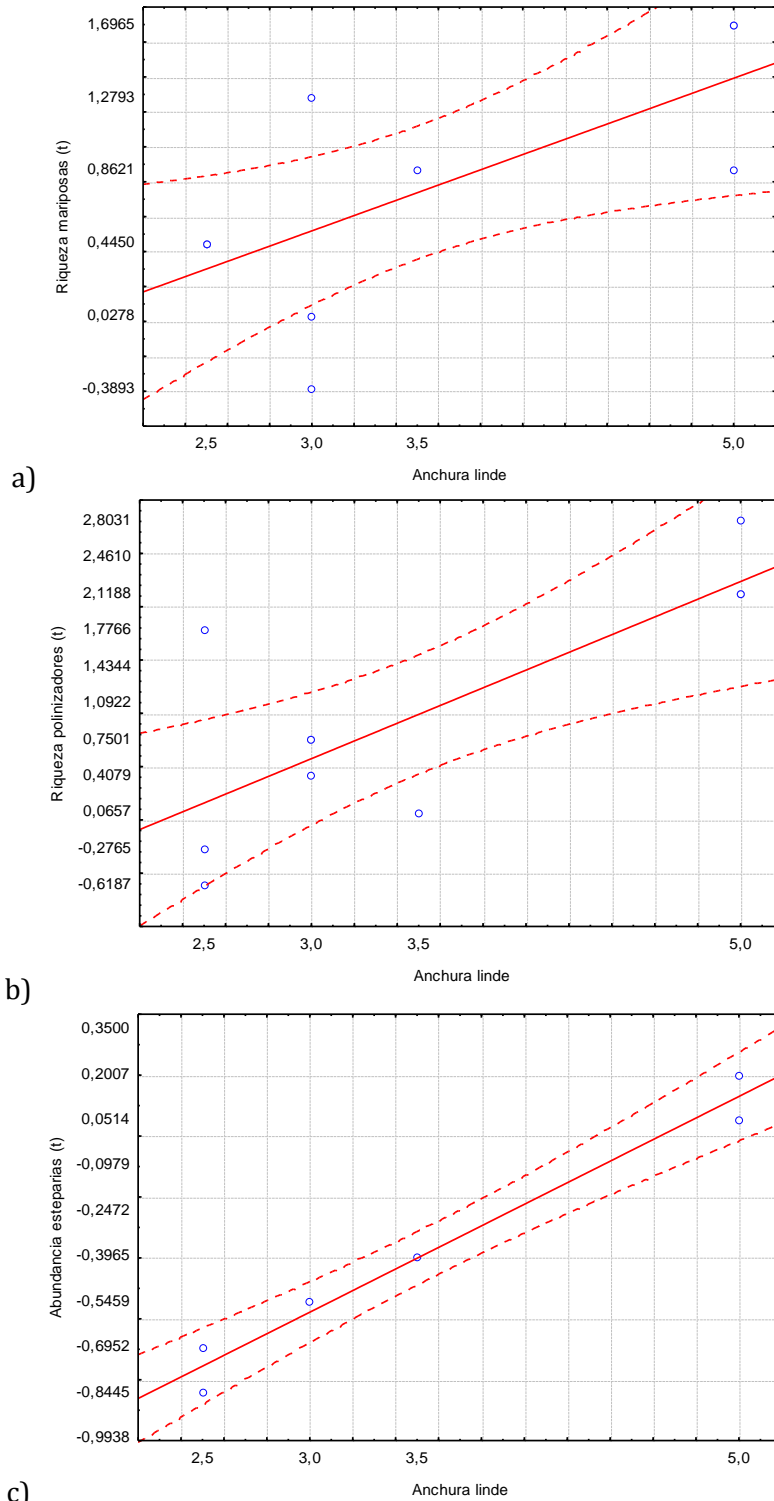 1,6965
1,2793
0,8621
0,4450
0,0278
-0,3893
Riqueza mariposas (t)
2,5 3,0 3,5 5,0
Anchura linde
a)
2,8031
2,4610
2,1188
1,7766
1,4344
1,0922
0,7501
0,4079
0,0657
-0,2765
-0,6187
Riqueza polinizadores (t)
2,5 3,0 3,5 5,0
Anchura linde
b)
0,3500
0,2007
0,0514
-0,0979
-0,2472
-0,3965
-0,5459
-0,6952
-0,8445
-0,9938
Abundancia esteparias (t)
2,5 3,0 3,5 5,0
Anchura linde
c)